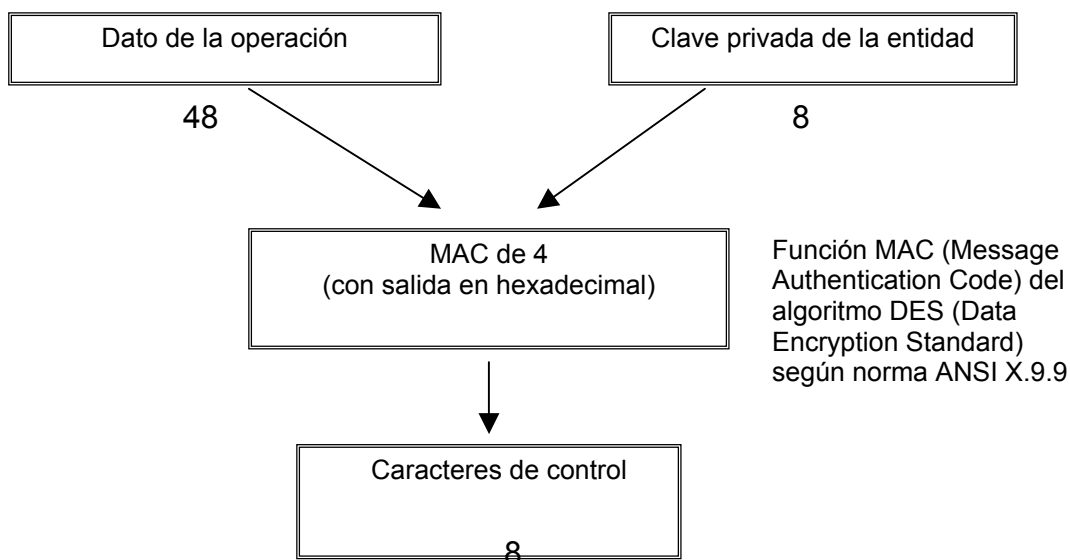 Dato de la operación
Clave privada de la entidad
48
8
MAC de 4
(con salida en hexadecimal)
Función MAC (Message
Authentication Code) del
algoritmo DES (Data
Encryption Standard)
según norma ANSI X.9.9
Caracteres de control
8